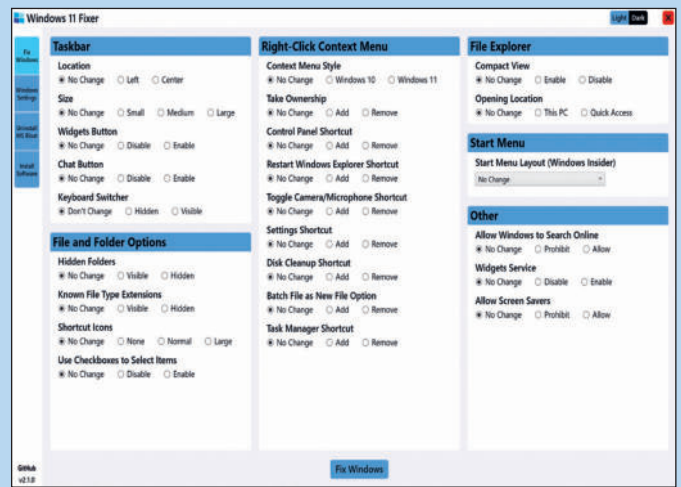 Windows 11 Fixer
Light Dark X
Fix
Windows
Windows
Settings
Uninstall
MS Bloat
Install
Software
Taskbar
Location
No Change Left Center
Size
No Change Small Medium Large
Widgets Button
No Change Disable Enable
Chat Button
No Change Disable Enable
Keyboard Switcher
Don't Change Hidden Visible
File and Folder Options
Hidden Folders
No Change Visible Hidden
Known File Type Extensions
No Change Visible Hidden
Shortcut Icons
No Change None Normal Large
Use Checkboxes to Select Items
No Change Disable Enable
Right-Click Context Menu
Context Menu Style
No Change Windows 10 Windows 11
Take Ownership
No Change Add Remove
Control Panel Shortcut
No Change Add Remove
Restart Windows Explorer Shortcut
No Change Add Remove
Toggle Camera/Microphone Shortcut
No Change Add Remove
Settings Shortcut
No Change Add Remove
Disk Cleanup Shortcut
No Change Add Remove
Batch File as New File Option
No Change Add Remove
Task Manager Shortcut
No Change Add Remove
File Explorer
Compact View
No Change Enable Disable
Opening Location
No Change This PC Quick Access
Start Menu
Start Menu Layout (Windows Insider)
No Change
Other
Allow Windows to Search Online
No Change Prohibit Allow
Widgets Service
No Change Disable Enable
Allow Screen Savers
No Change Prohibit Allow
GitHub
v2.1.0
Fix Windows